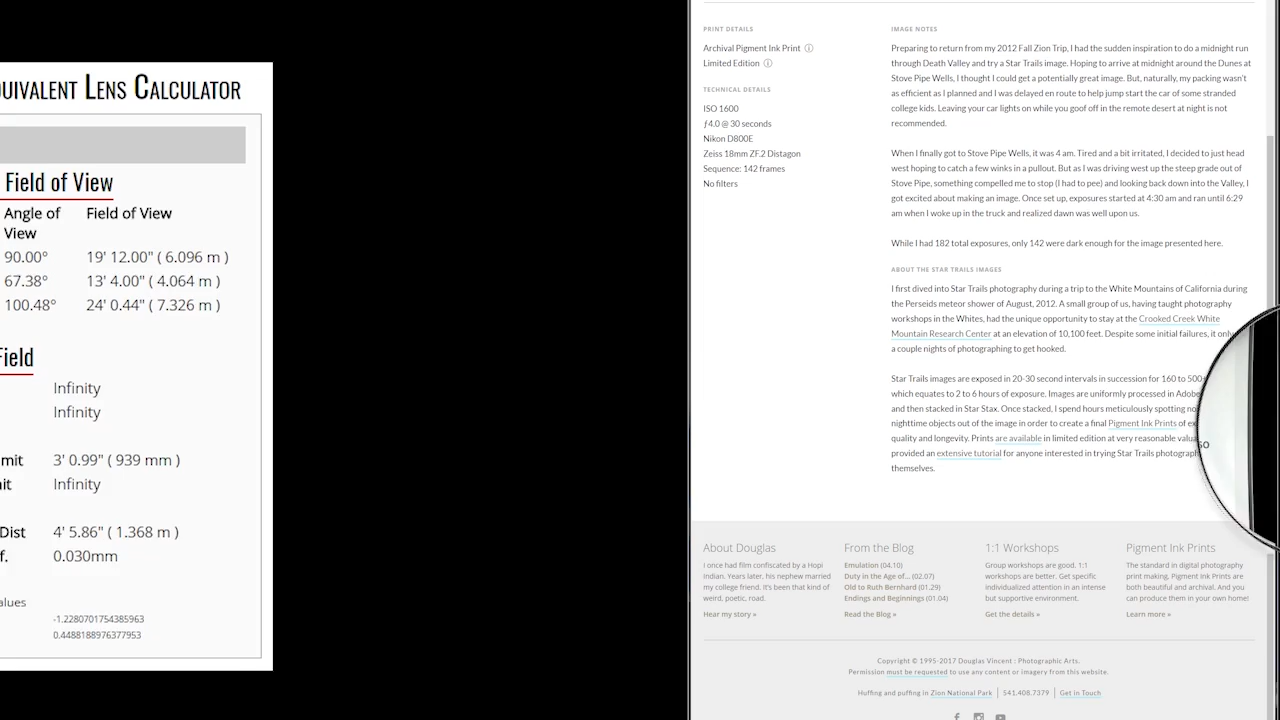 UIVALENT LENS CALCULATOR
Field of View
Angle of View
Field of View
90.00° 19' 12.00" ( 6.096 m )
67.38° 13' 4.00" ( 4.064 m )
100.48° 24' 0.44" ( 7.326 m )
Field
Infinity
Infinity
mit 3' 0.99" ( 939 mm )
it Infinity
Dist 4' 5.86" ( 1.368 m )
f. 0.030mm
alues
-1.2280701754385963
0.4488188976377953
PRINT DETAILS
Archival Pigment Ink Print ⓘ
Limited Edition ⓘ
TECHNICAL DETAILS
ISO 1600
ƒ4.0 @ 30 seconds
Nikon D800E
Zeiss 18mm ZF.2 Distagon
Sequence: 142 frames
No filters
IMAGE NOTES
Preparing to return from my 2012 Fall Zion Trip, I had the sudden inspiration to do a midnight run
through Death Valley and try a Star Trails image. Hoping to arrive at midnight around the Dunes at
Stove Pipe Wells, I thought I could get a potentially great image. But, naturally, my packing wasn't
as efficient as I planned and I was delayed en route to help jump start the car of some stranded
college kids. Leaving your car lights on while you goof off in the remote desert at night is not
recommended.
When I finally got to Stove Pipe Wells, it was 4 am. Tired and a bit irritated, I decided to just head
west hoping to catch a few winks in a pullout. But as I was driving west up the steep grade out of
Stove Pipe, something compelled me to stop (I had to pee) and looking back down into the Valley, I
got excited about making an image. Once set up, exposures started at 4:30 am and ran until 6:29
am when I woke up in the truck and realized dawn was well upon us.
While I had 182 total exposures, only 142 were dark enough for the image presented here.
ABOUT THE STAR TRAILS IMAGES
I first dived into Star Trails photography during a trip to the White Mountains of California during
the Perseids meteor shower of August, 2012. A small group of us, having taught photography
workshops in the Whites, had the unique opportunity to stay at the Crooked Creek White
Mountain Research Center at an elevation of 10,100 feet. Despite some initial failures, it only
a couple nights of photographing to get hooked.
Star Trails images are exposed in 20-30 second intervals in succession for 160 to 500
which equates to 2 to 6 hours of exposure. Images are uniformly processed in Adobe
and then stacked in Star Stax. Once stacked, I spend hours meticulously spotting no
nighttime objects out of the image in order to create a final Pigment Ink Prints of ex
quality and longevity. Prints are available in limited edition at very reasonable valua
provided an extensive tutorial for anyone interested in trying Star Trails photograph
themselves.
so
About Douglas
I once had film confiscated by a Hopi
Indian. Years later, his nephew married
my college friend. It's been that kind of
weird, poetic, road.
Hear my story »
From the Blog
Emulation (04.10)
Duty in the Age of... (02.07)
Old to Ruth Bernhard (01.29)
Endings and Beginnings (01.04)
Read the Blog »
1:1 Workshops
Group workshops are good. 1:1
workshops are better. Get specific
individualized attention in an intense
but supportive environment.
Get the details »
Pigment Ink Prints
The standard in digital photography
print making, Pigment Ink Prints are
both beautiful and archival. And you
can produce them in your own home!
Learn more »
Copyright © 1995-2017 Douglas Vincent : Photographic Arts.
Permission must be requested to use any content or imagery from this website.
Huffing and puffing in Zion National Park | 541.408.7379 | Get in Touch